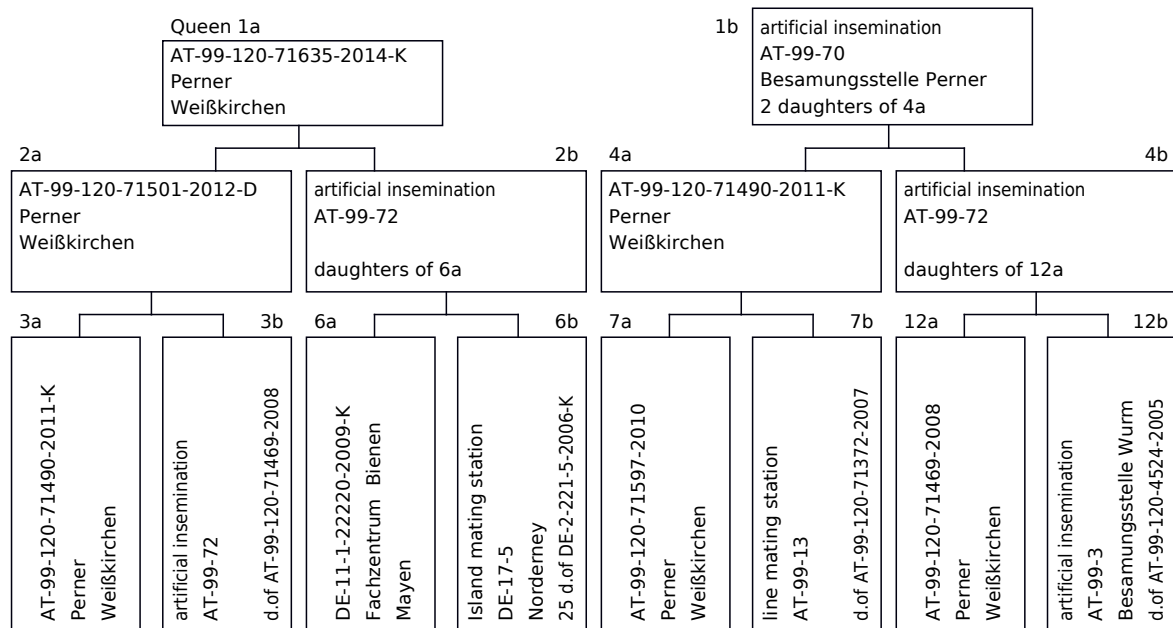 Queen 1a
AT-99-120-71635-2014-K
Perner
Weißkirchen
1b
artificial insemination
AT-99-70
Besamungsstelle Perner
2 daughters of 4a
2a
AT-99-120-71501-2012-D
Perner
Weißkirchen
2b
artificial insemination
AT-99-72
daughters of 6a
4a
AT-99-120-71490-2011-K
Perner
Weißkirchen
4b
artificial insemination
AT-99-72
daughters of 12a
3a
AT-99-120-71490-2011-K
Perner
Weißkirchen
3b
artificial insemination
AT-99-72
d.of AT-99-120-71469-2008
6a
DE-11-1-22220-2009-K
Fachzentrum Bienen
Mayen
6b
Island mating station
DE-17-5
Norderney
25 d.of DE-2-221-5-2006-K
7a
AT-99-120-71597-2010
Perner
Weißkirchen
7b
line mating station
AT-99-13
d.of AT-99-120-71372-2007
12a
AT-99-120-71469-2008
Perner
Weißkirchen
12b
artificial insemination
AT-99-3
Besamungsstelle Wurm
d.of AT-99-120-4524-2005